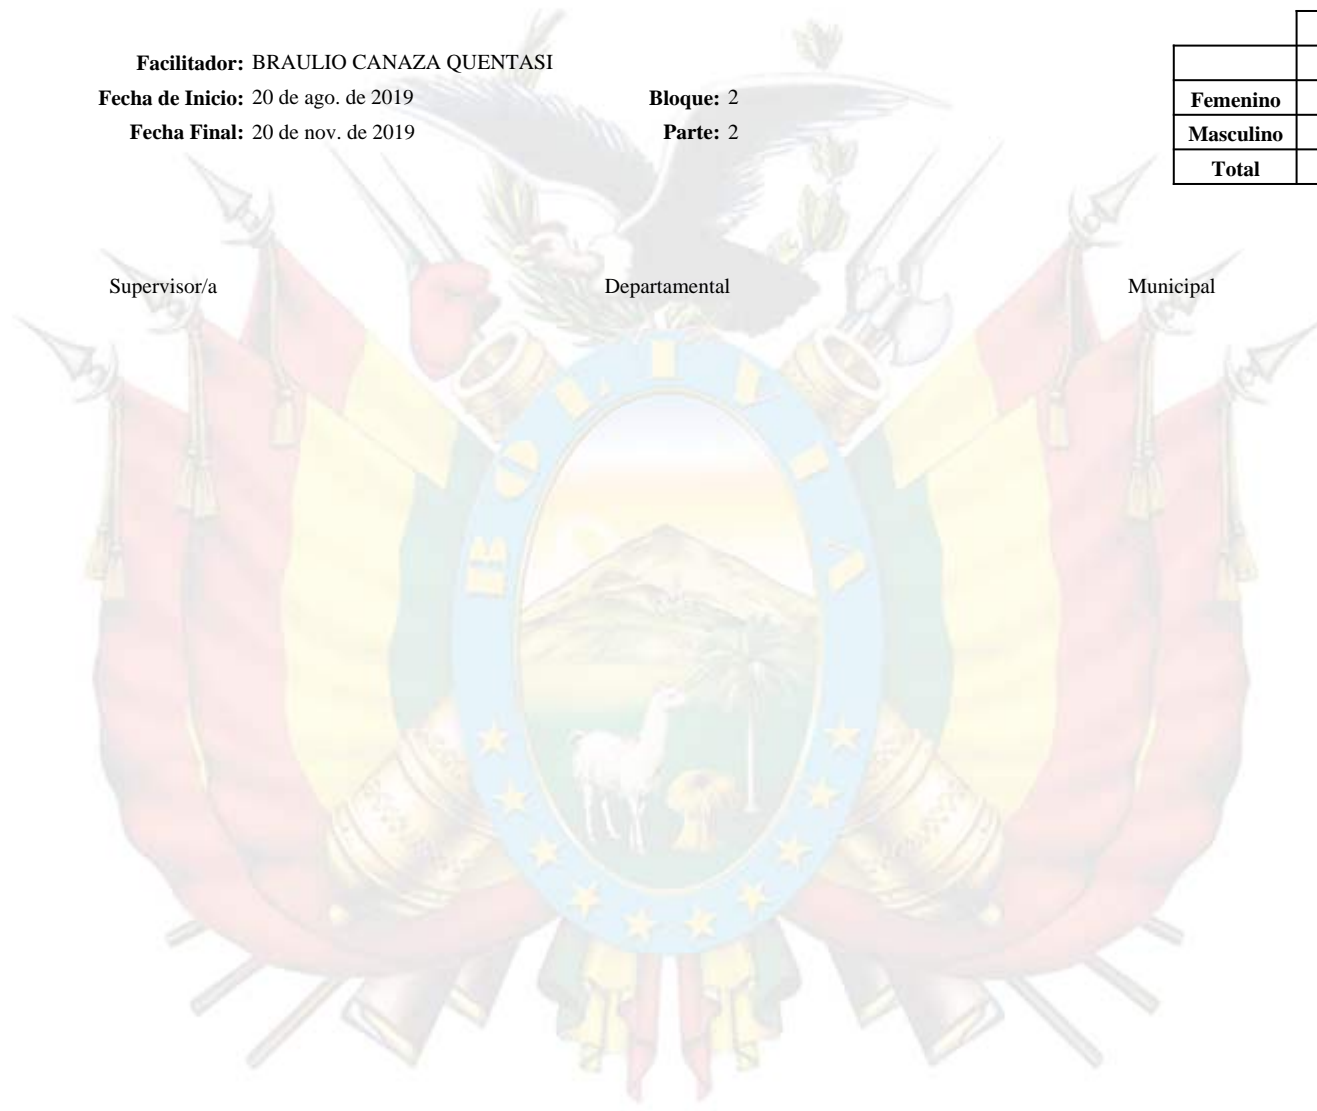 Facilitador: BRAULIO CANAZA QUENTASI
Fecha de Inicio: 20 de ago. de 2019 Bloque: 2
Fecha Final: 20 de nov. de 2019 Parte: 2
Femenino
Masculino
Total
Supervisor/a Departamental Municipal
BOLIVIA